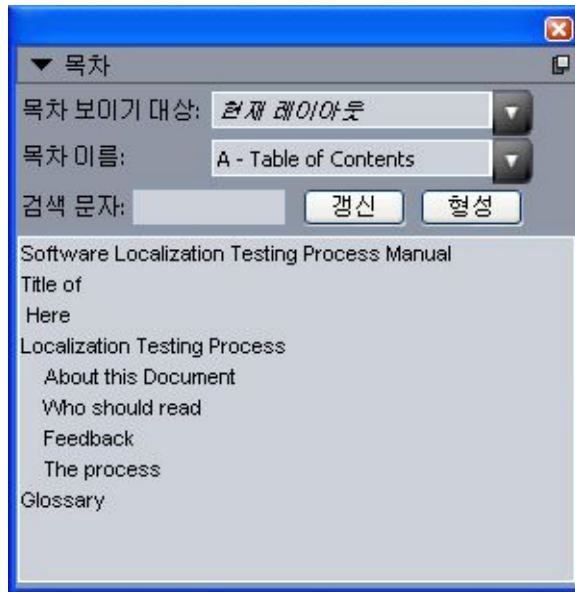 목차
목차 보이기 대상: 현재 레이아웃
목차 이름: A - Table of Contents
검색 문자: 갱신 형성
Software Localization Testing Process Manual
Title of
Here
Localization Testing Process
About this Document
Who should read
Feedback
The process
Glossary